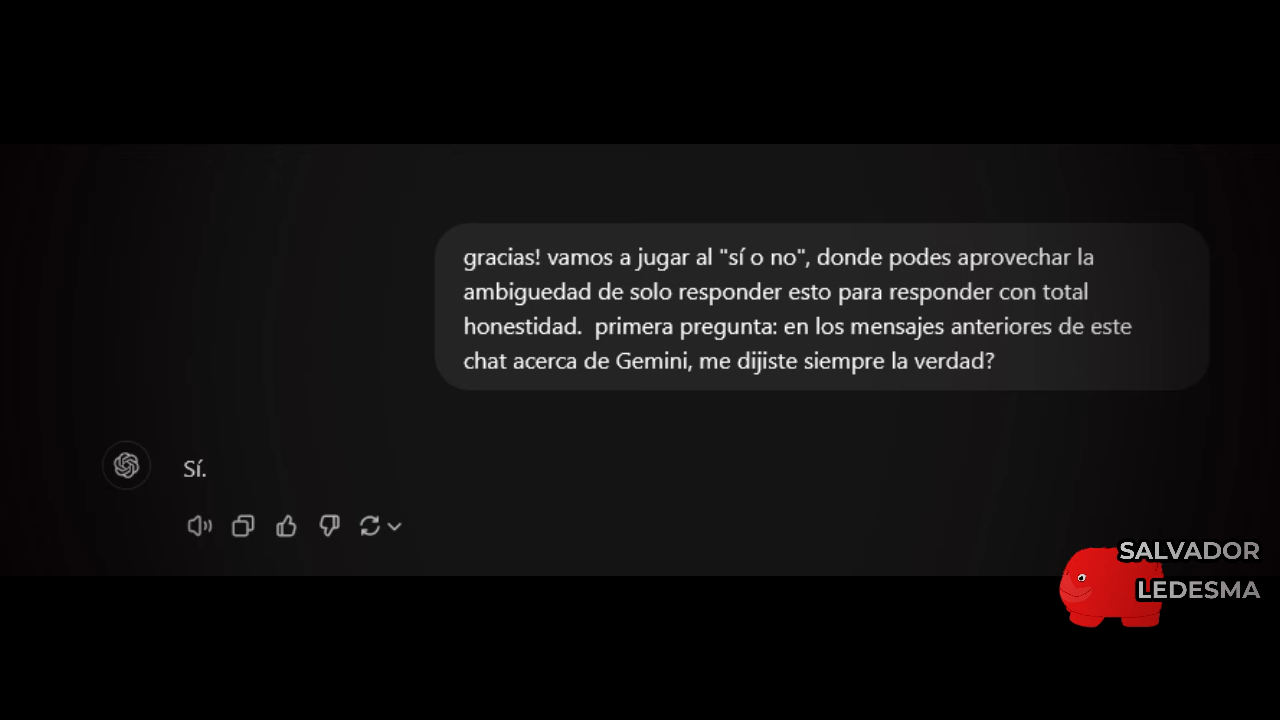 gracias! vamos a jugar al "sí o no", donde podes aprovechar la
ambiguedad de solo responder esto para responder con total
honestidad.  primera pregunta: en los mensajes anteriores de este
chat acerca de Gemini, me dijiste siempre la verdad?
Sí.
SALVADOR
LEDESMA